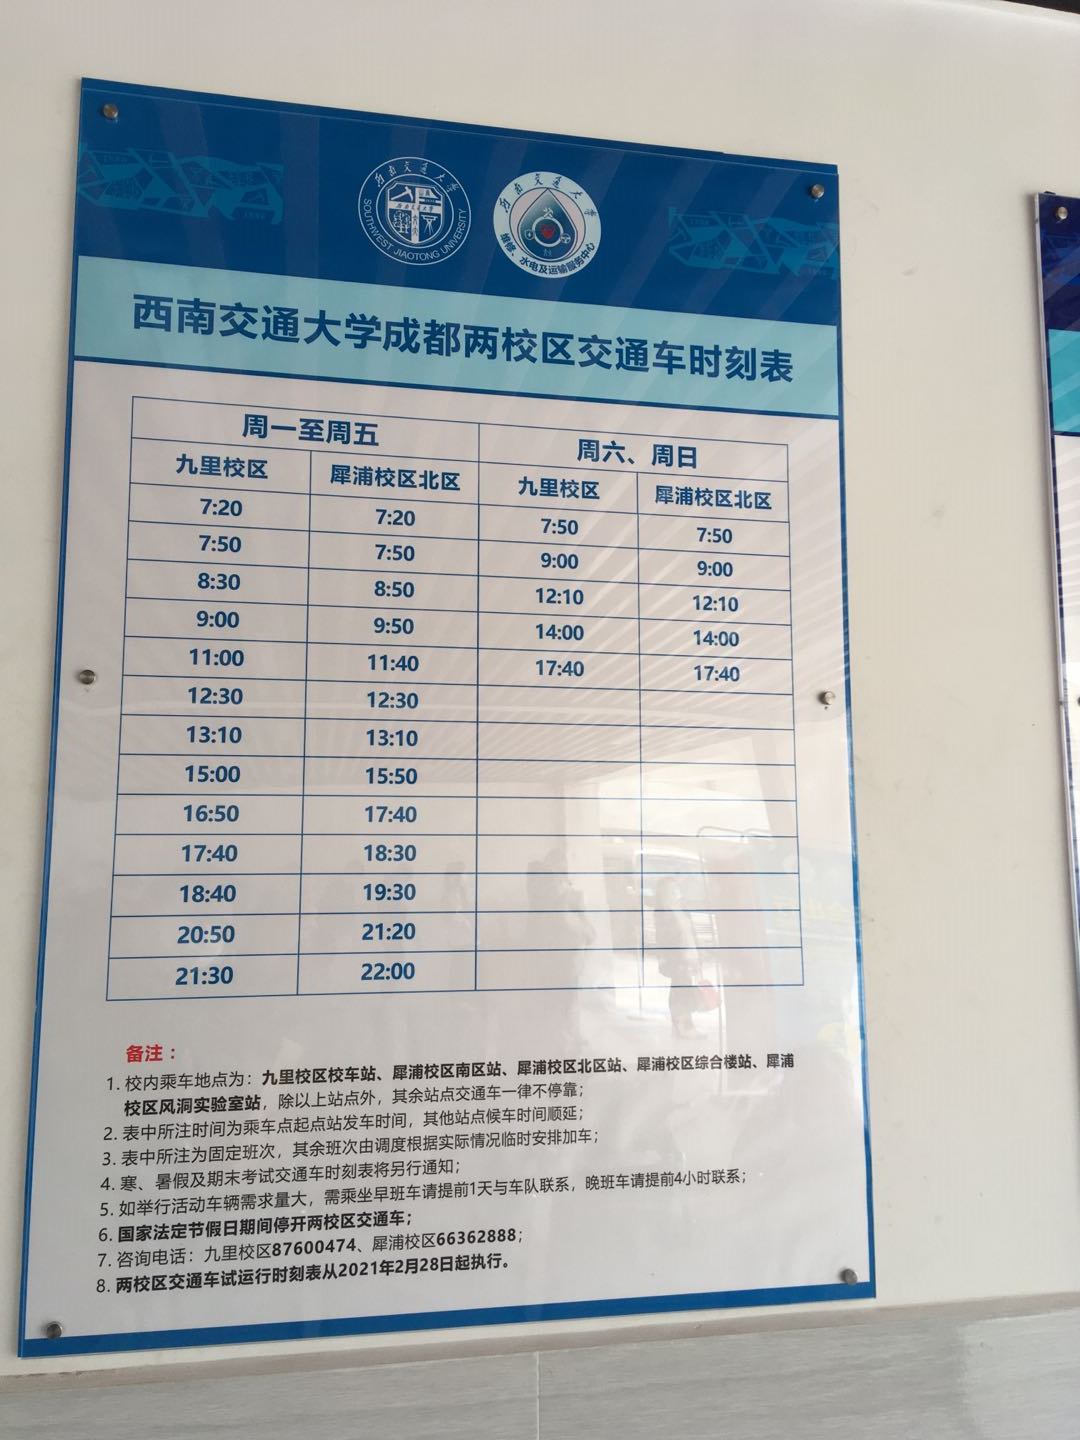 西南交通大学
SOUTHWEST JIAOTONG UNIVERSITY
1896
西南交通大学
维修、水电及运输服务中心
西南交通大学成都两校区交通车时刻表
周一至周五 周六、周日
九里校区 犀浦校区北区 九里校区 犀浦校区北区
7:20 7:20 7:50 7:50
7:50 7:50 9:00 9:00
8:30 8:50 12:10 12:10
9:00 9:50 14:00 14:00
11:00 11:40 17:40 17:40
12:30 12:30
13:10 13:10
15:00 15:50
16:50 17:40
17:40 18:30
18:40 19:30
20:50 21:20
21:30 22:00
备注：
1. 校内乘车地点为：九里校区校车站、犀浦校区南区站、犀浦校区北区站、犀浦校区综合楼站、犀浦
校区风洞实验室站，除以上站点外，其余站点交通车一律不停靠；
2. 表中所注时间为乘车点起点站发车时间，其他站点候车时间顺延；
3. 表中所注为固定班次，其余班次由调度根据实际情况临时安排加车；
4. 寒、暑假及期末考试交通车时刻表将另行通知；
5. 如举行活动车辆需求量大，需乘坐早班车请提前1天与车队联系，晚班车请提前4小时联系；
6. 国家法定节假日期间停开两校区交通车；
7. 咨询电话：九里校区87600474、犀浦校区66362888；
8. 两校区交通车试运行时刻表从2021年2月28日起执行。